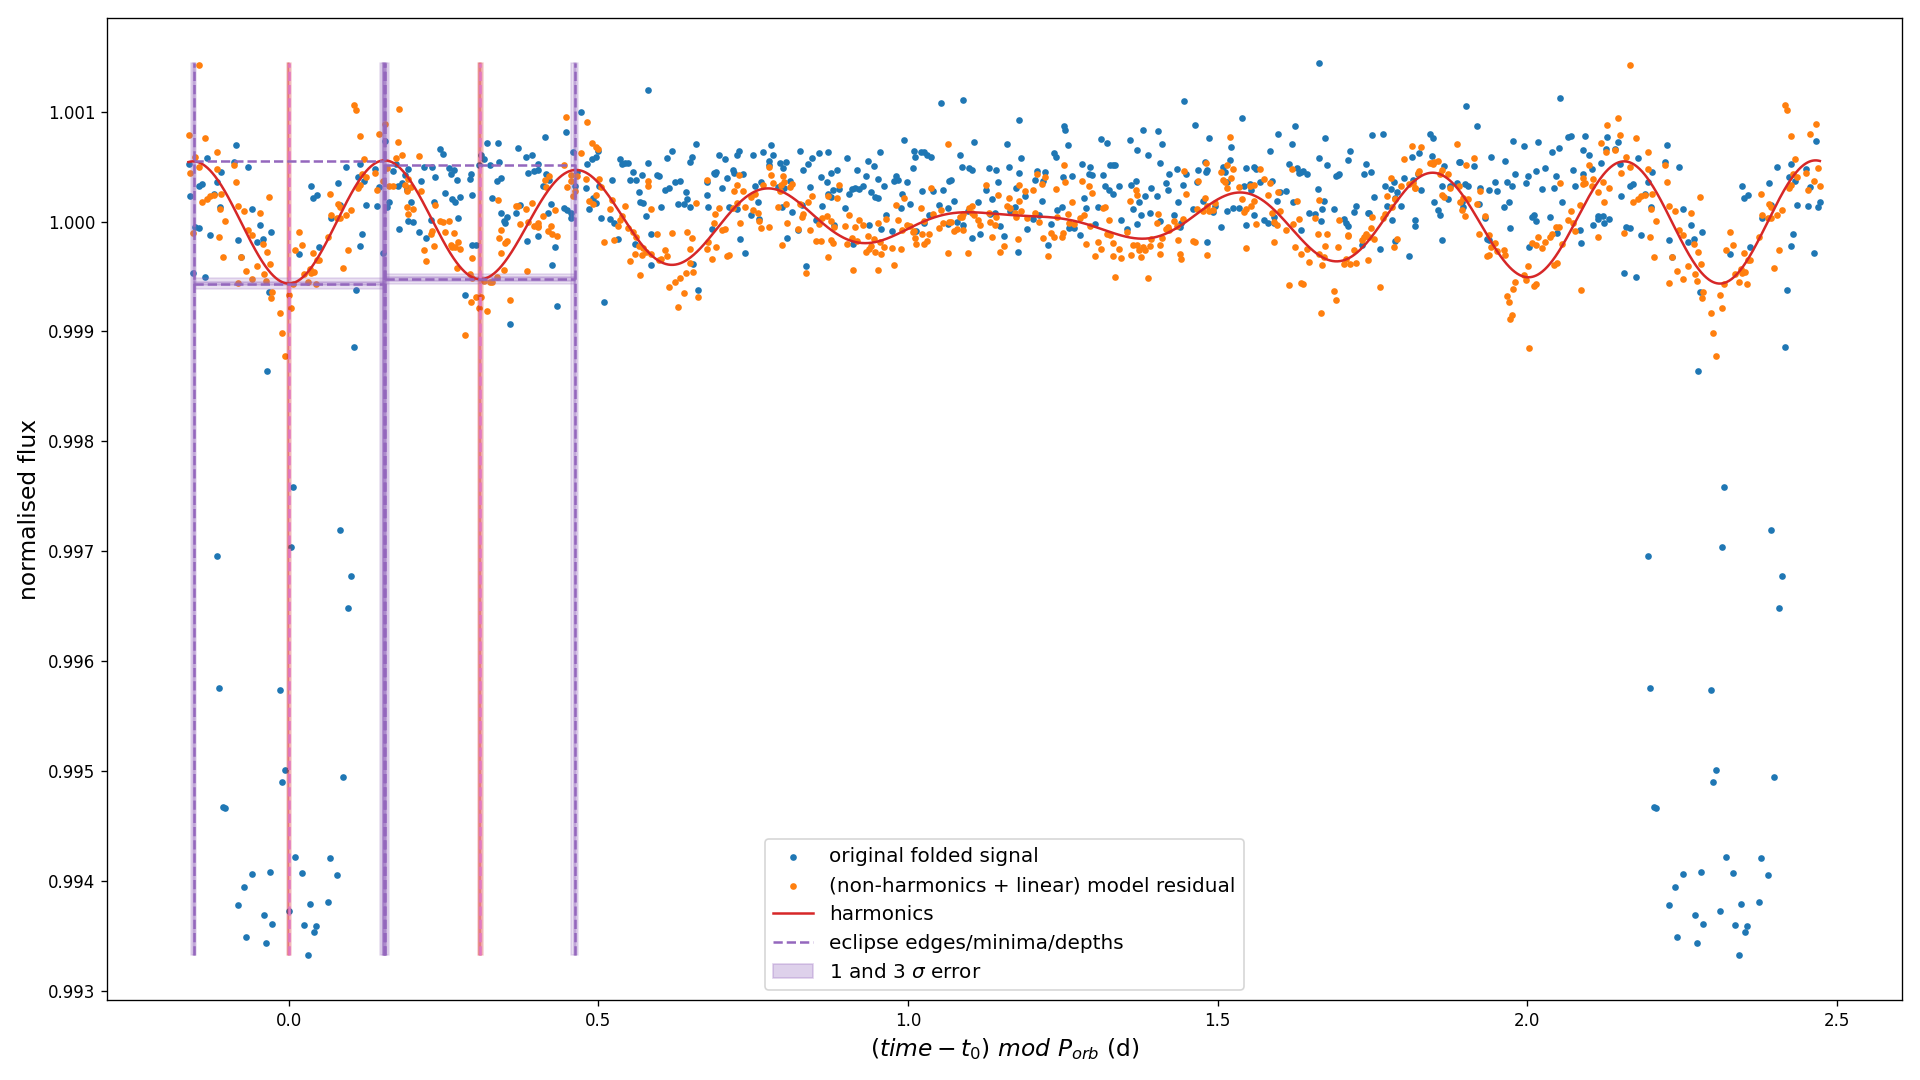 1.001
1.000
0.999
0.998
0.997
0.996
0.995
0.994
0.993
normalised flux
original folded signal
(non-harmonics + linear) model residual
harmonics
eclipse edges/minima/depths
1 and 3 σ error
0.0 0.5 1.0 1.5 2.0 2.5
(time − t₀) mod Pₒᵣb (d)